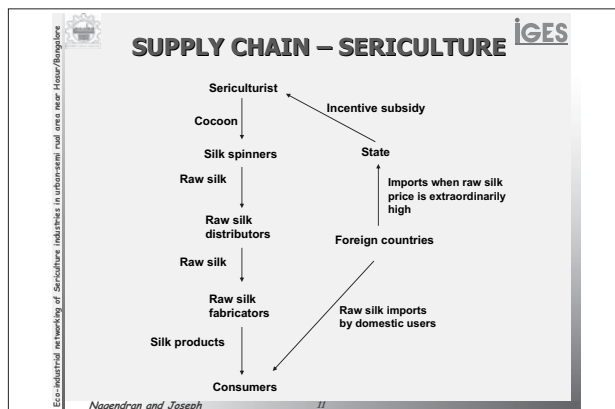 SUPPLY CHAIN – SERICULTURE
iGES
Eco-industrial networking of Sericulture industries in urban-semi rual area near Hosur/Bangalore
Sericulturist
Incentive subsidy
Cocoon
Silk spinners
State
Raw silk
Imports when raw silk
price is extraordinarily
high
Raw silk
distributors
Foreign countries
Raw silk
Raw silk
fabricators
Raw silk imports
by domestic users
Silk products
Consumers
Nagendran and Joseph
11